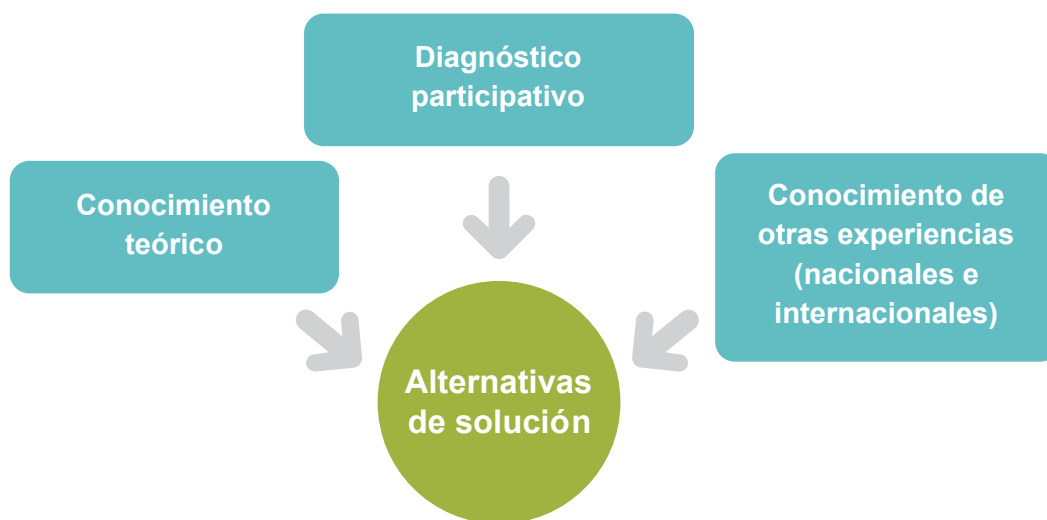 Diagnóstico
participativo
Conocimiento
teórico
Conocimiento de
otras experiencias
(nacionales e
internacionales)
Alternativas
de solución